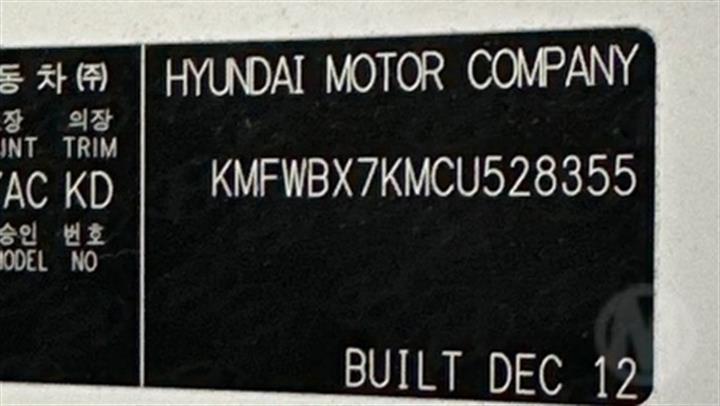 동차(주)
장 의장
UNT TRIM
AC KD
승인 번호
MODEL NO
HYUNDAI MOTOR COMPANY
KMFWBX7KMCU528355
BUILT DEC 12